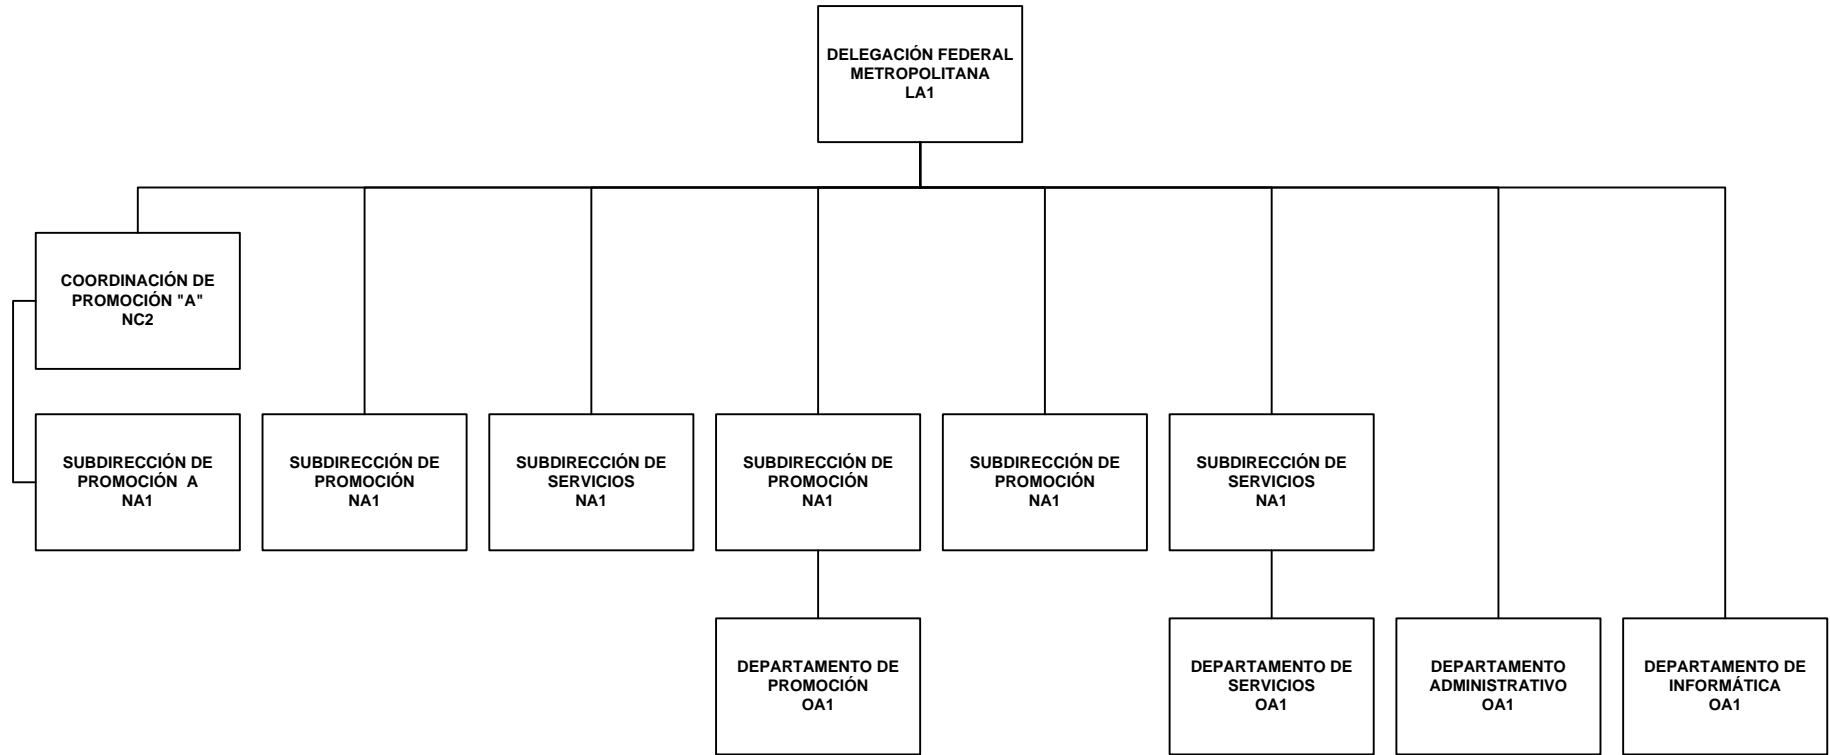 DELEGACIÓN FEDERAL
METROPOLITANA
LA1
COORDINACIÓN DE
PROMOCIÓN "A"
NC2
SUBDIRECCIÓN DE
PROMOCIÓN A
NA1
SUBDIRECCIÓN DE
PROMOCIÓN
NA1
SUBDIRECCIÓN DE
SERVICIOS
NA1
SUBDIRECCIÓN DE
PROMOCIÓN
NA1
SUBDIRECCIÓN DE
PROMOCIÓN
NA1
SUBDIRECCIÓN DE
SERVICIOS
NA1
DEPARTAMENTO DE
PROMOCIÓN
OA1
DEPARTAMENTO DE
SERVICIOS
OA1
DEPARTAMENTO
ADMINISTRATIVO
OA1
DEPARTAMENTO DE
INFORMÁTICA
OA1